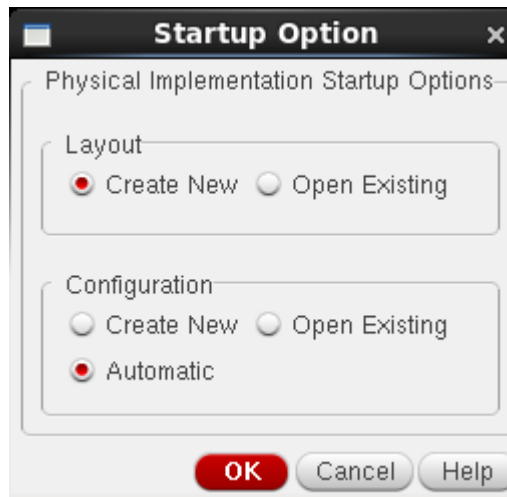 Startup Option
Physical Implementation Startup Options
Layout
Create New Open Existing
Configuration
Create New Open Existing
Automatic
OK Cancel Help